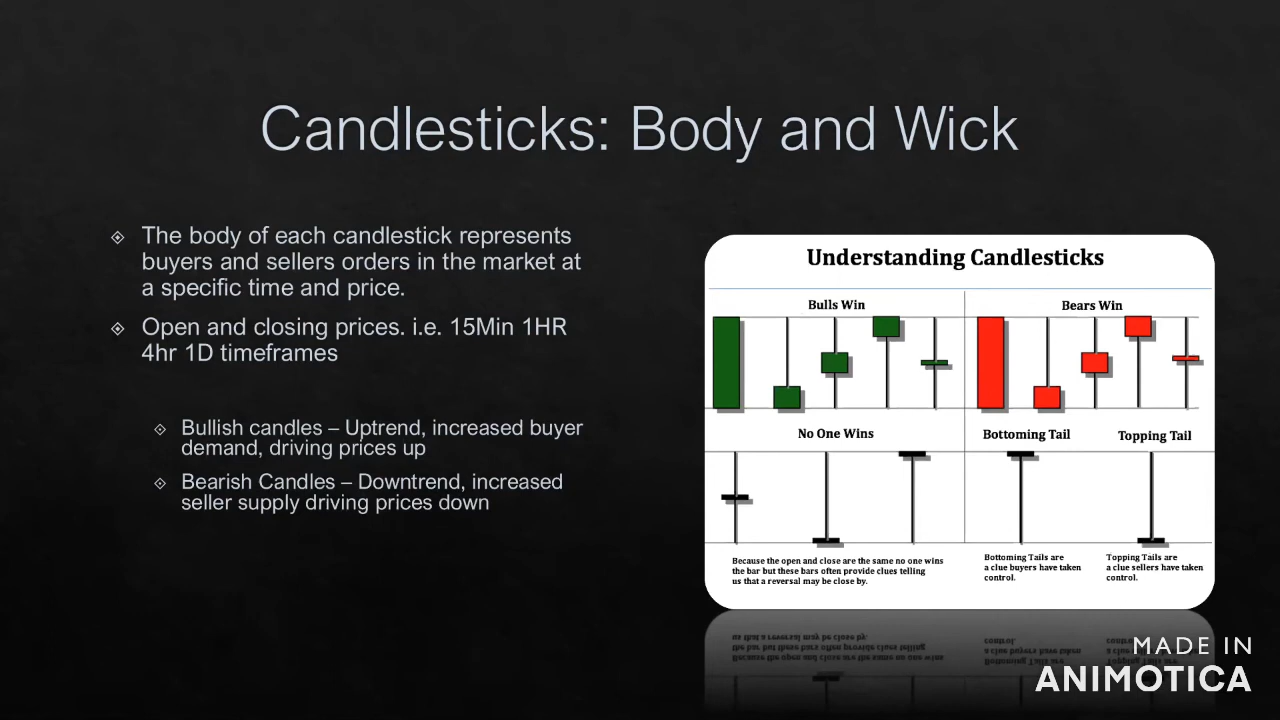 Candlesticks: Body and Wick
The body of each candlestick represents
buyers and sellers orders in the market at
a specific time and price.
Open and closing prices. i.e. 15Min 1HR
4hr 1D timeframes
Bullish candles – Uptrend, increased buyer
demand, driving prices up
Bearish Candles – Downtrend, increased
seller supply driving prices down
Understanding Candlesticks
Bulls Win
Bears Win
No One Wins
Bottoming Tail
Topping Tail
Because the open and close are the same no one wins
the bar but these bars often provide clues telling
us that a reversal may be close by.
Bottoming Tails are
a clue buyers have taken
control.
Topping Tails are
a clue sellers have taken
control.
MADE IN
ANIMOTICA